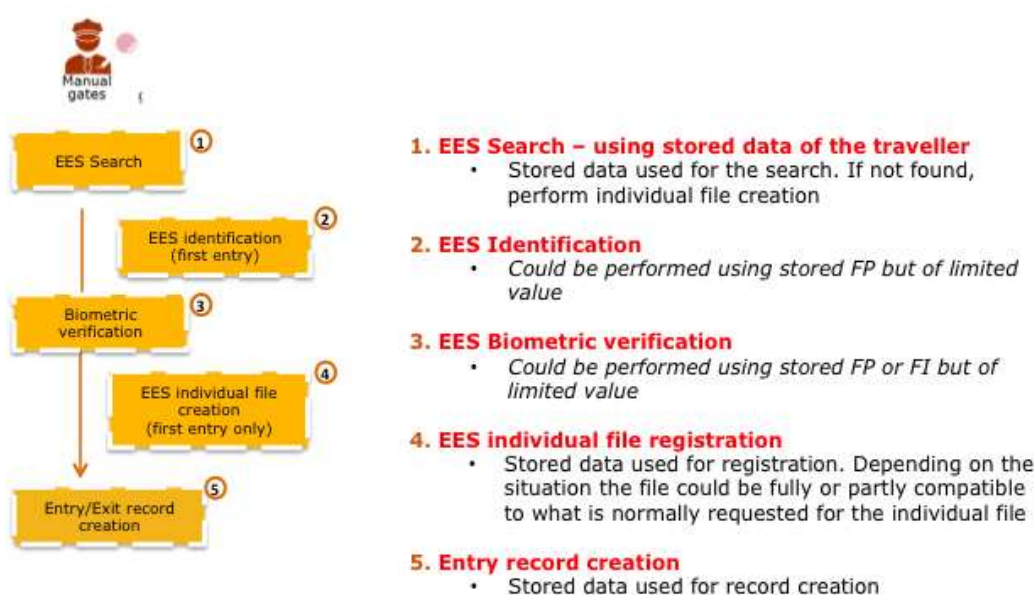 Manual
gates
1
EES Search
2
EES identification
(first entry)
3
Biometric
verification
4
EES individual file
creation
(first entry only)
5
Entry/Exit record
creation
1. EES Search – using stored data of the traveller
• Stored data used for the search. If not found,
perform individual file creation
2. EES Identification
• Could be performed using stored FP but of limited
value
3. EES Biometric verification
• Could be performed using stored FP or FI but of
limited value
4. EES individual file registration
• Stored data used for registration. Depending on the
situation the file could be fully or partly compatible
to what is normally requested for the individual file
5. Entry record creation
• Stored data used for record creation